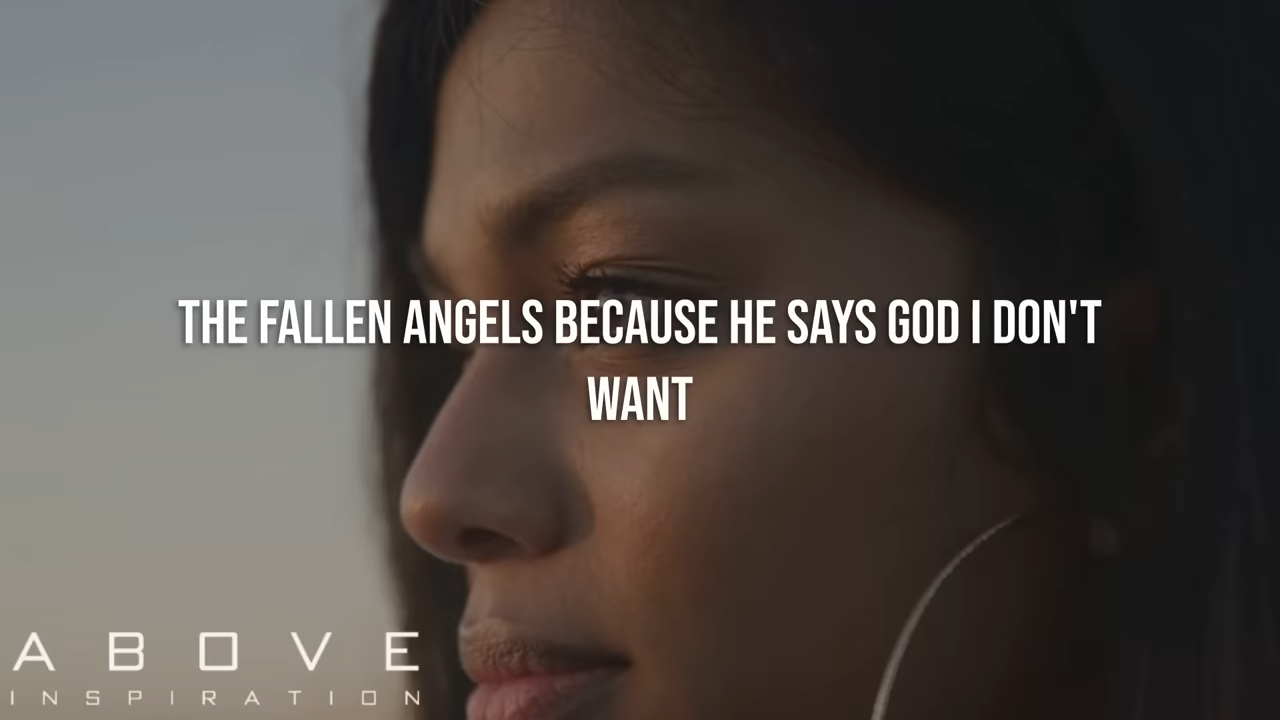 THE FALLEN ANGELS BECAUSE HE SAYS GOD I DON'T
WANT
ABOVE
INSPIRATION